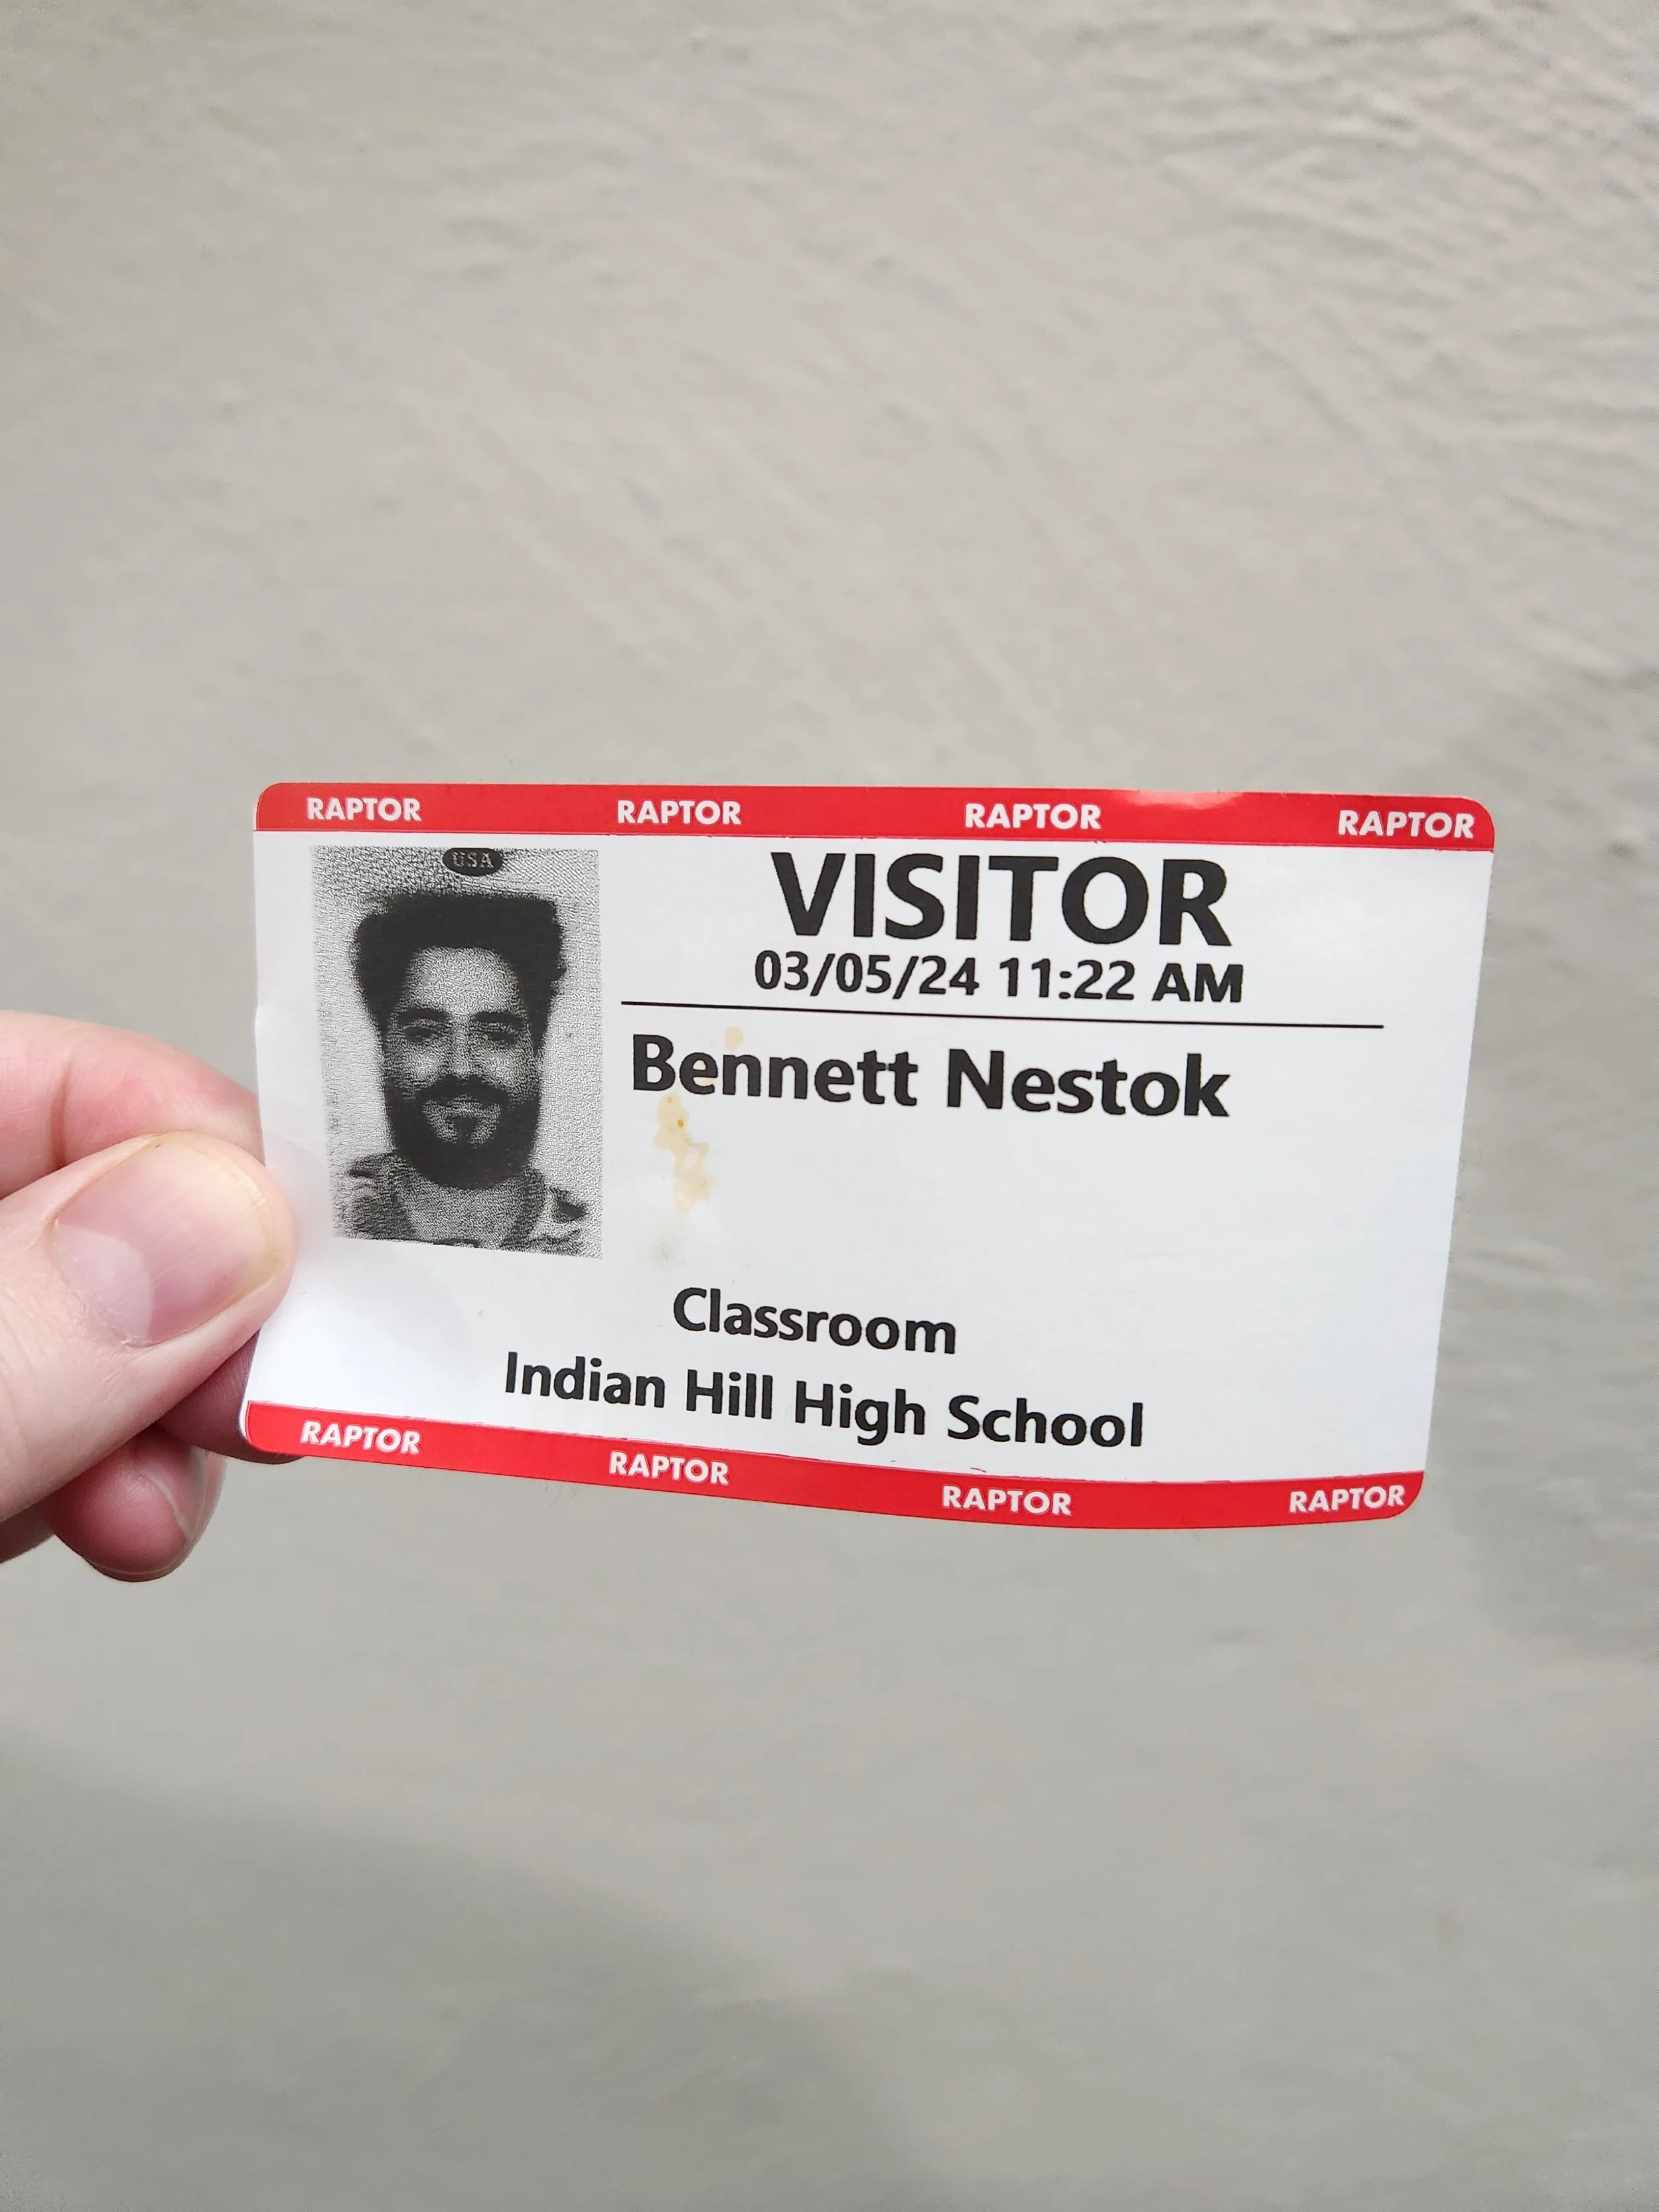 RAPTOR RAPTOR RAPTOR RAPTOR
USA
VISITOR
03/05/24 11:22 AM
Bennett Nestok
Classroom
Indian Hill High School
RAPTOR RAPTOR RAPTOR RAPTOR